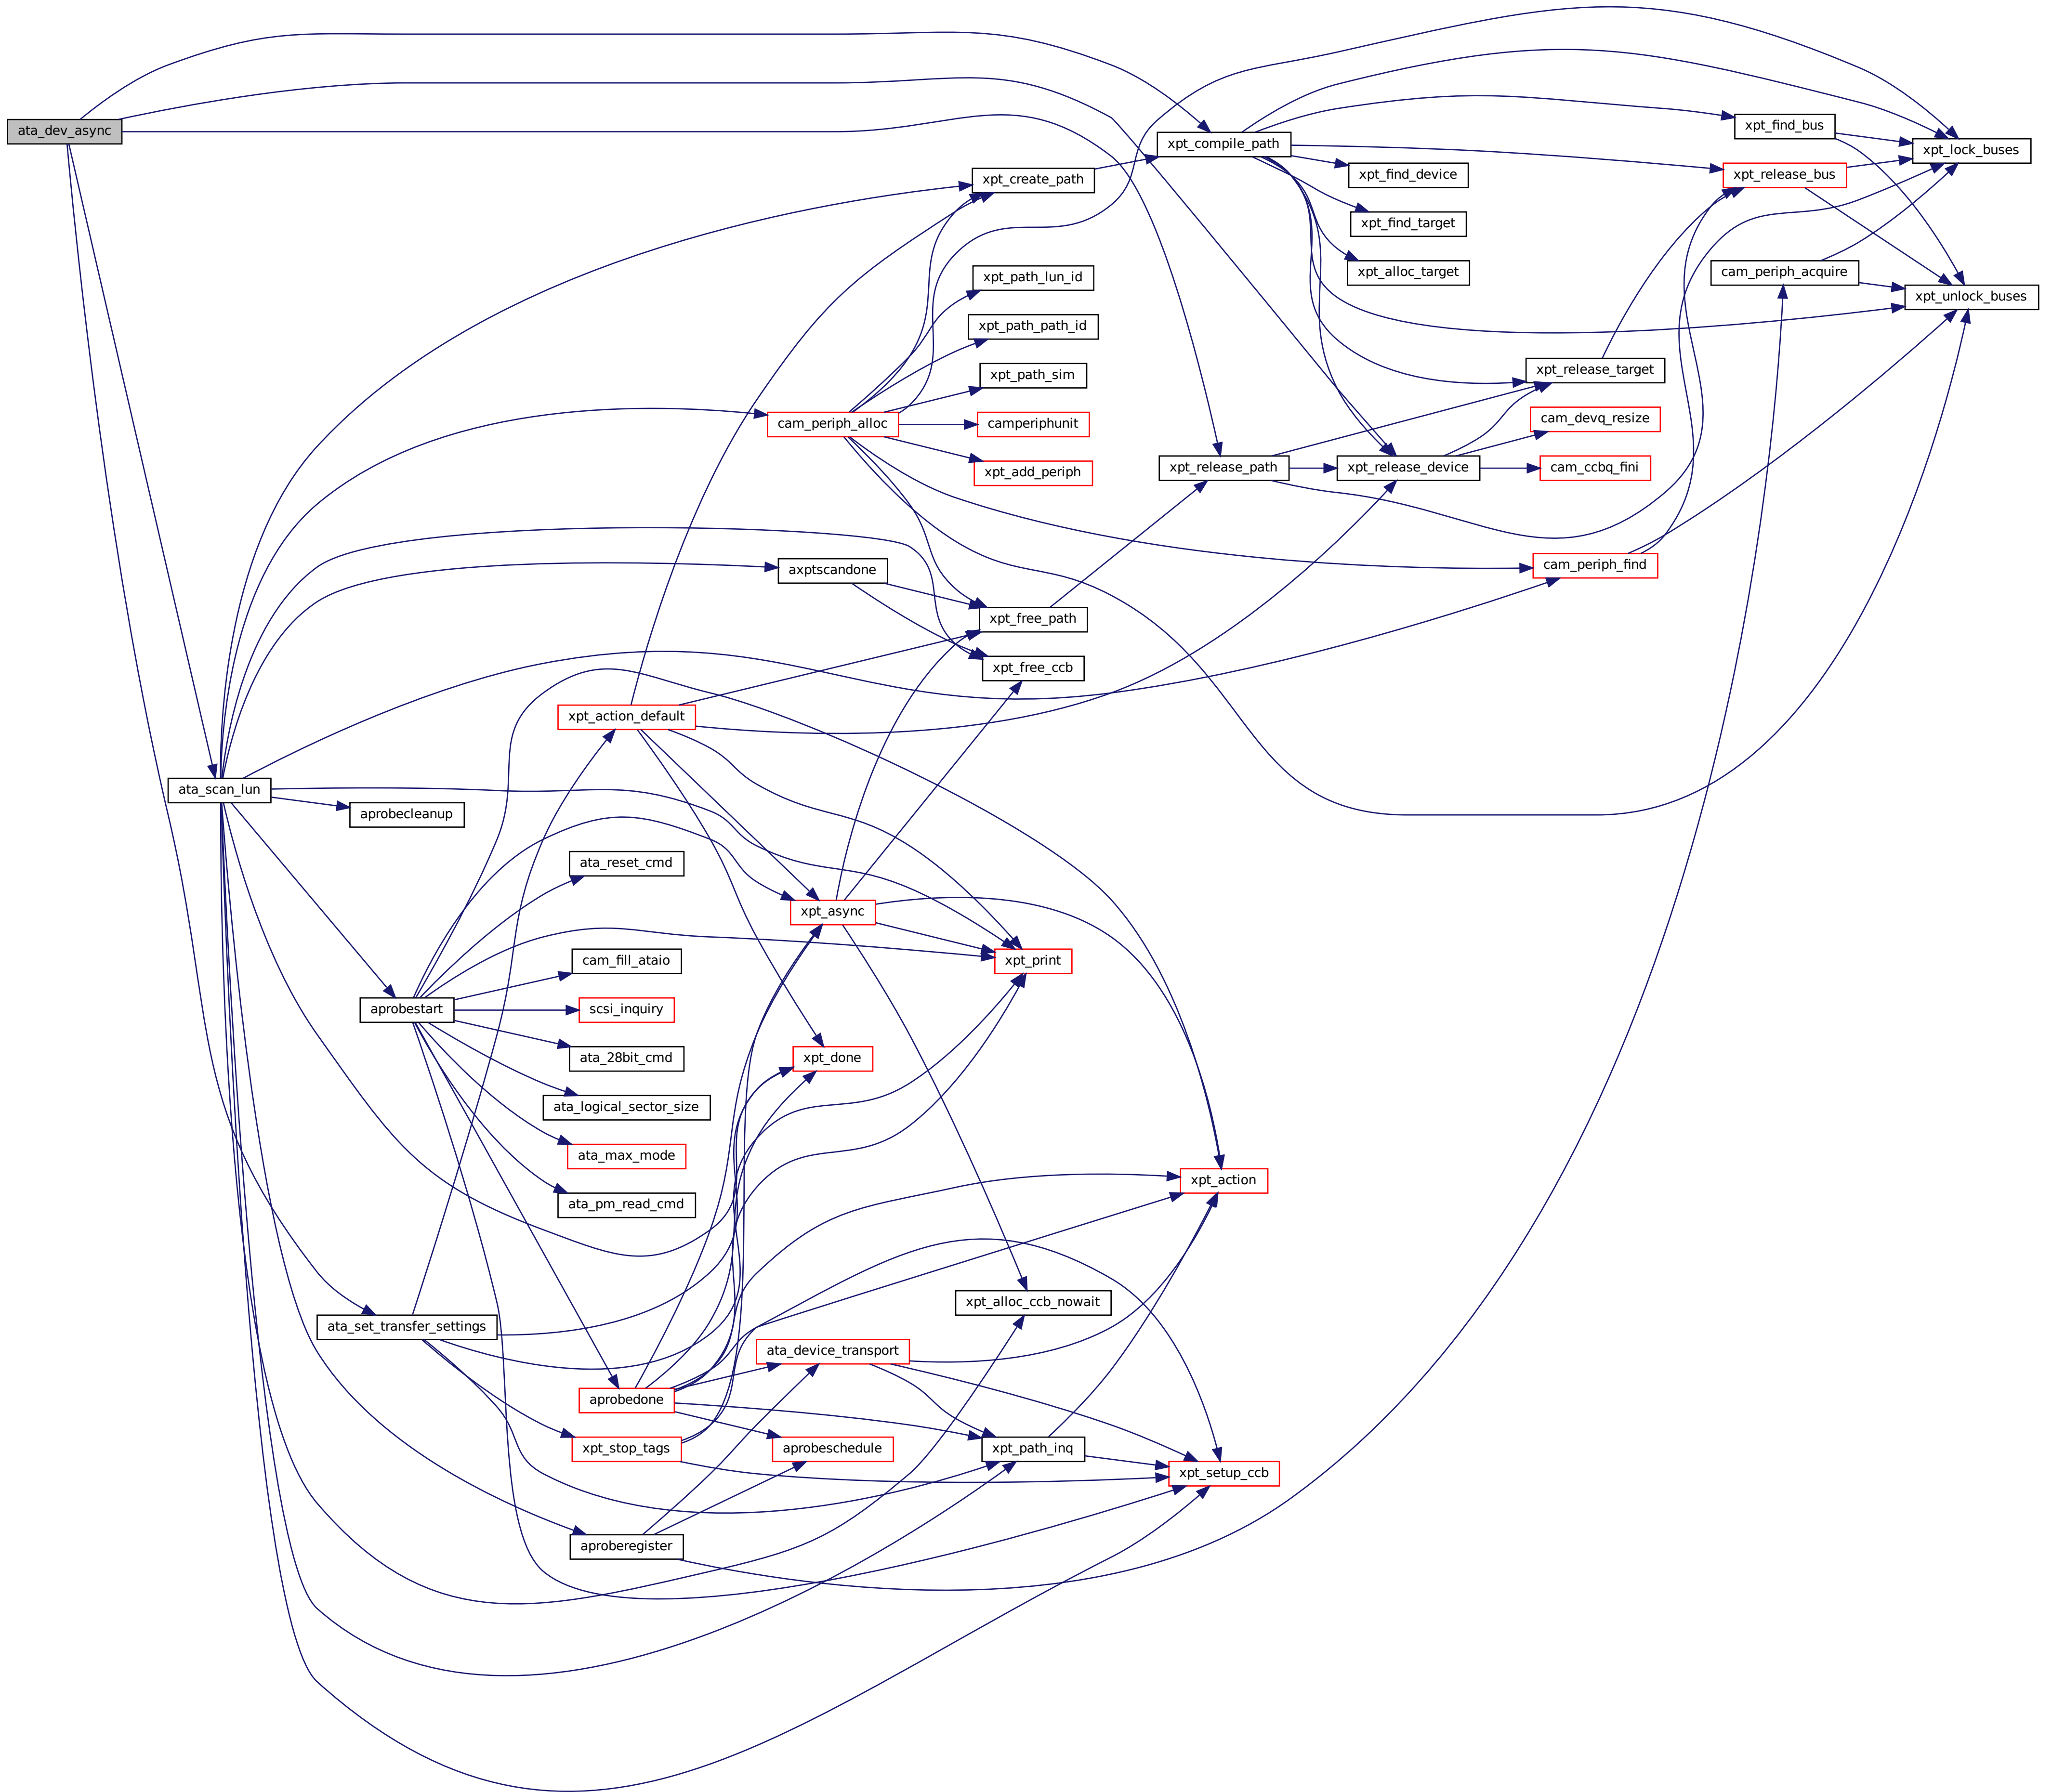 ata_dev_async
xpt_compile_path
xpt_find_bus
xpt_lock_buses
xpt_create_path
xpt_find_device
xpt_release_bus
xpt_find_target
xpt_alloc_target
xpt_path_lun_id
cam_periph_acquire
xpt_unlock_buses
xpt_path_path_id
xpt_path_sim
xpt_release_target
cam_periph_alloc
camperiphunit
cam_devq_resize
xpt_add_periph
xpt_release_path
xpt_release_device
cam_ccbq_fini
axptscandone
cam_periph_find
xpt_free_path
xpt_free_ccb
xpt_action_default
ata_scan_lun
aprobecleanup
ata_reset_cmd
xpt_async
cam_fill_ataio
xpt_print
aprobestart
scsi_inquiry
ata_28bit_cmd
xpt_done
ata_logical_sector_size
ata_max_mode
xpt_action
ata_pm_read_cmd
xpt_alloc_ccb_nowait
ata_set_transfer_settings
ata_device_transport
aprobedone
xpt_stop_tags
aprobeschedule
xpt_path_inq
xpt_setup_ccb
aproberegister